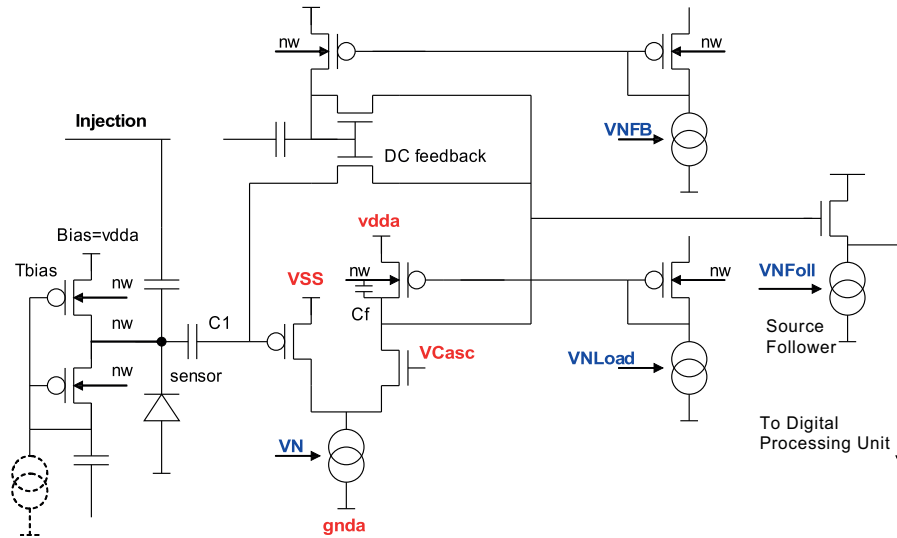 nw
nw
Injection
VNFB
DC feedback
vdda
Bias=vdda
Tbias
nw
VSS
nw
nw
VNFoll
nw
C1
Cf
Source
Follower
VCasc
VNLoad
nw
sensor
To Digital
Processing Unit
VN
gnda